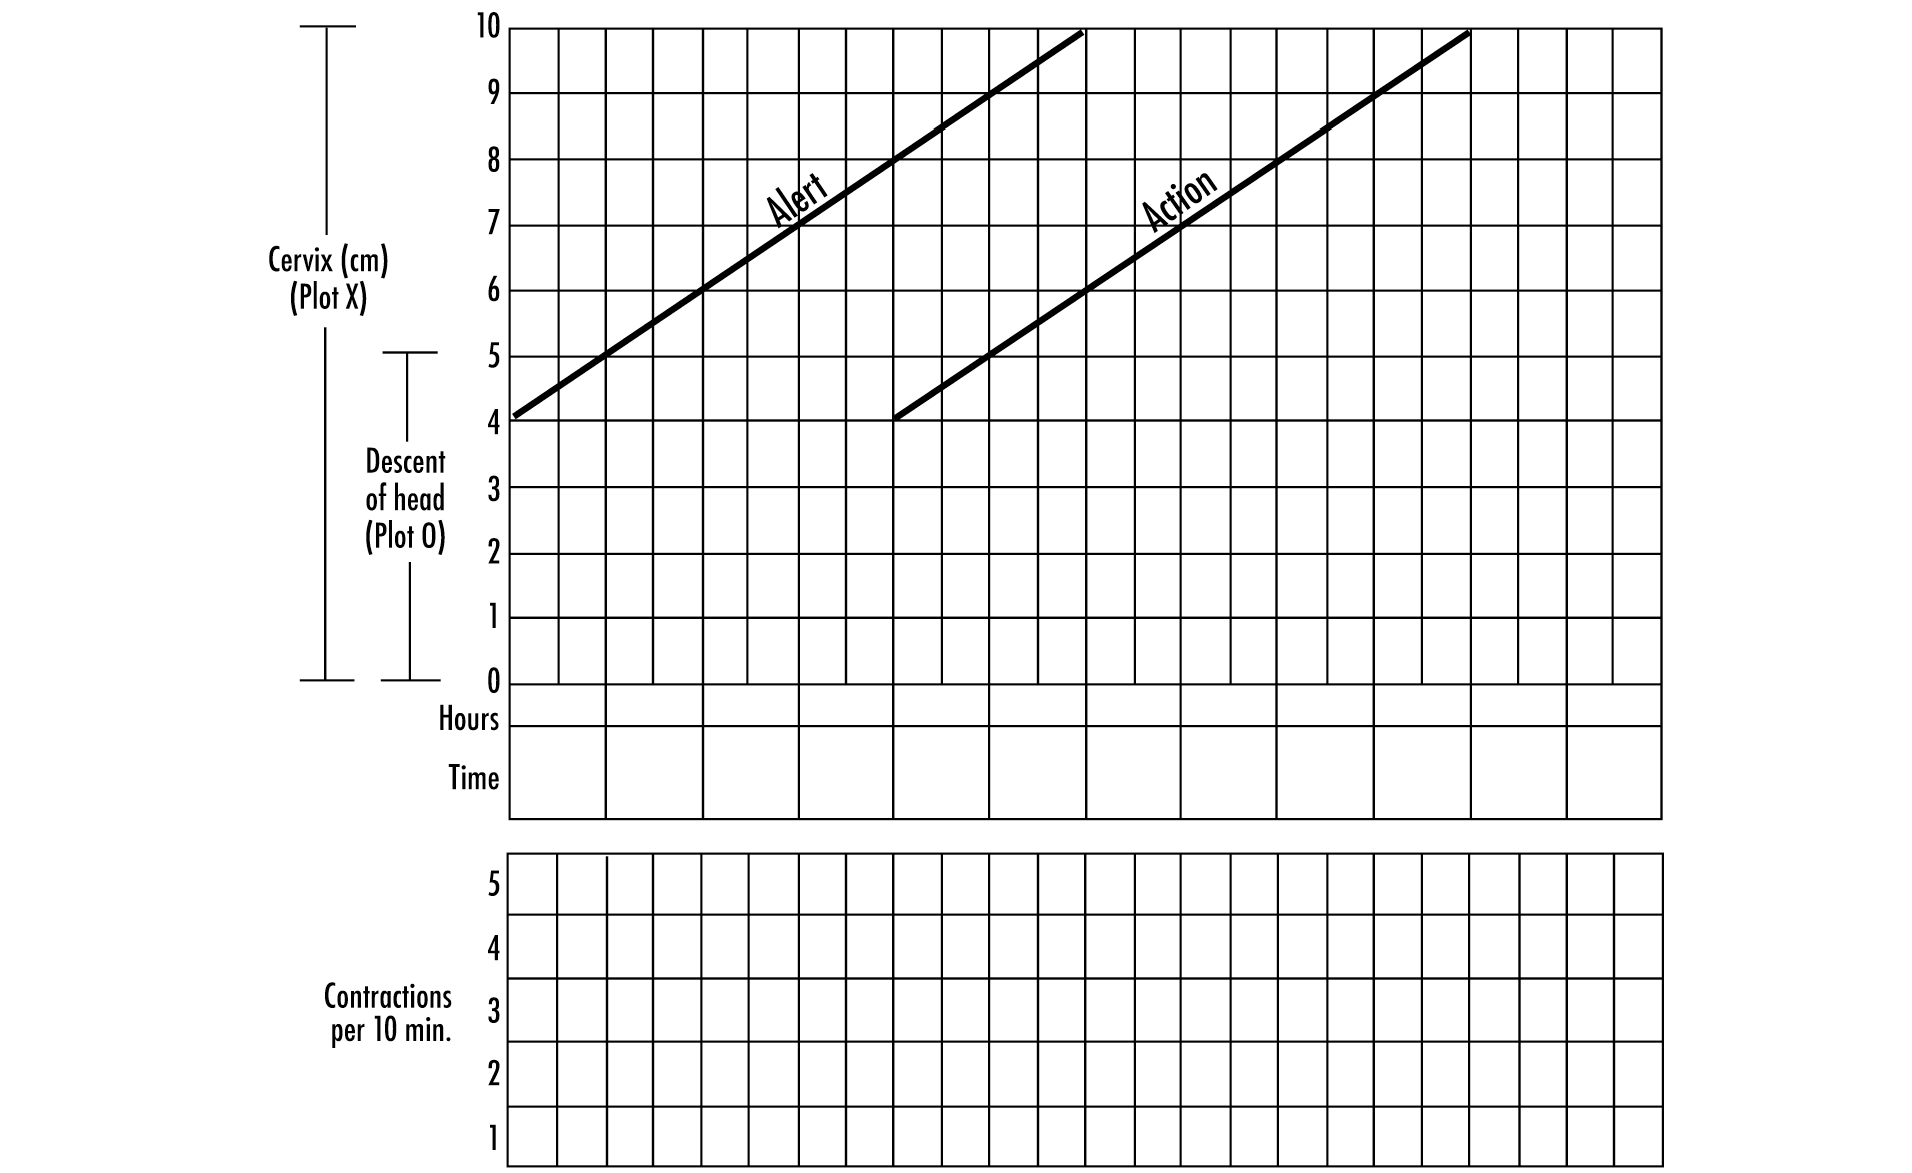 10
9
8
7
6
5
4
3
2
1
0
Alert
Action
Cervix (cm)
(Plot X)
Descent
of head
(Plot O)
Hours
Time
5
4
3
2
1
Contractions
per 10 min.